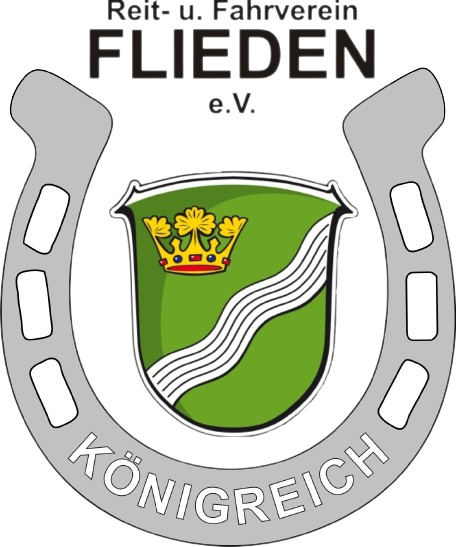 Reit- u. Fahrverein
FLIEDEN
e.V.
KÖNIGREICH